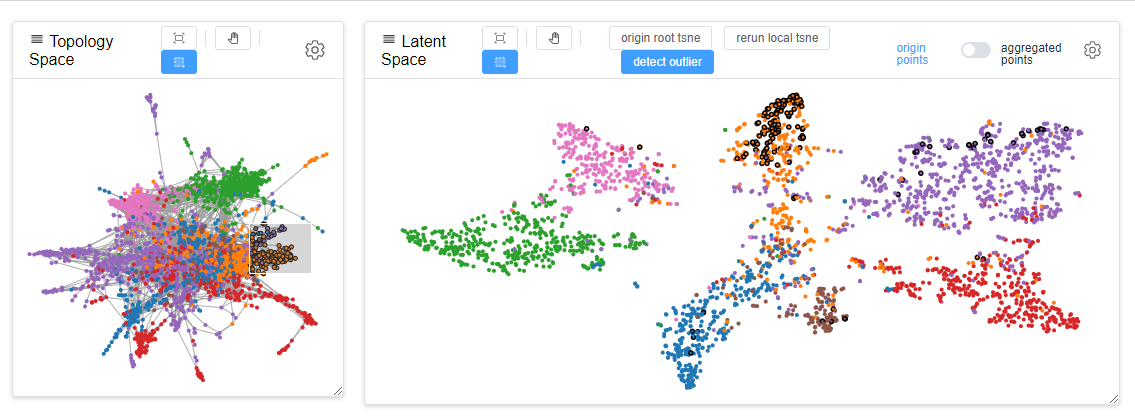 Topology
Space
Latent
Space
origin root tsne
rerun local tsne
detect outlier
origin
points
aggregated
points